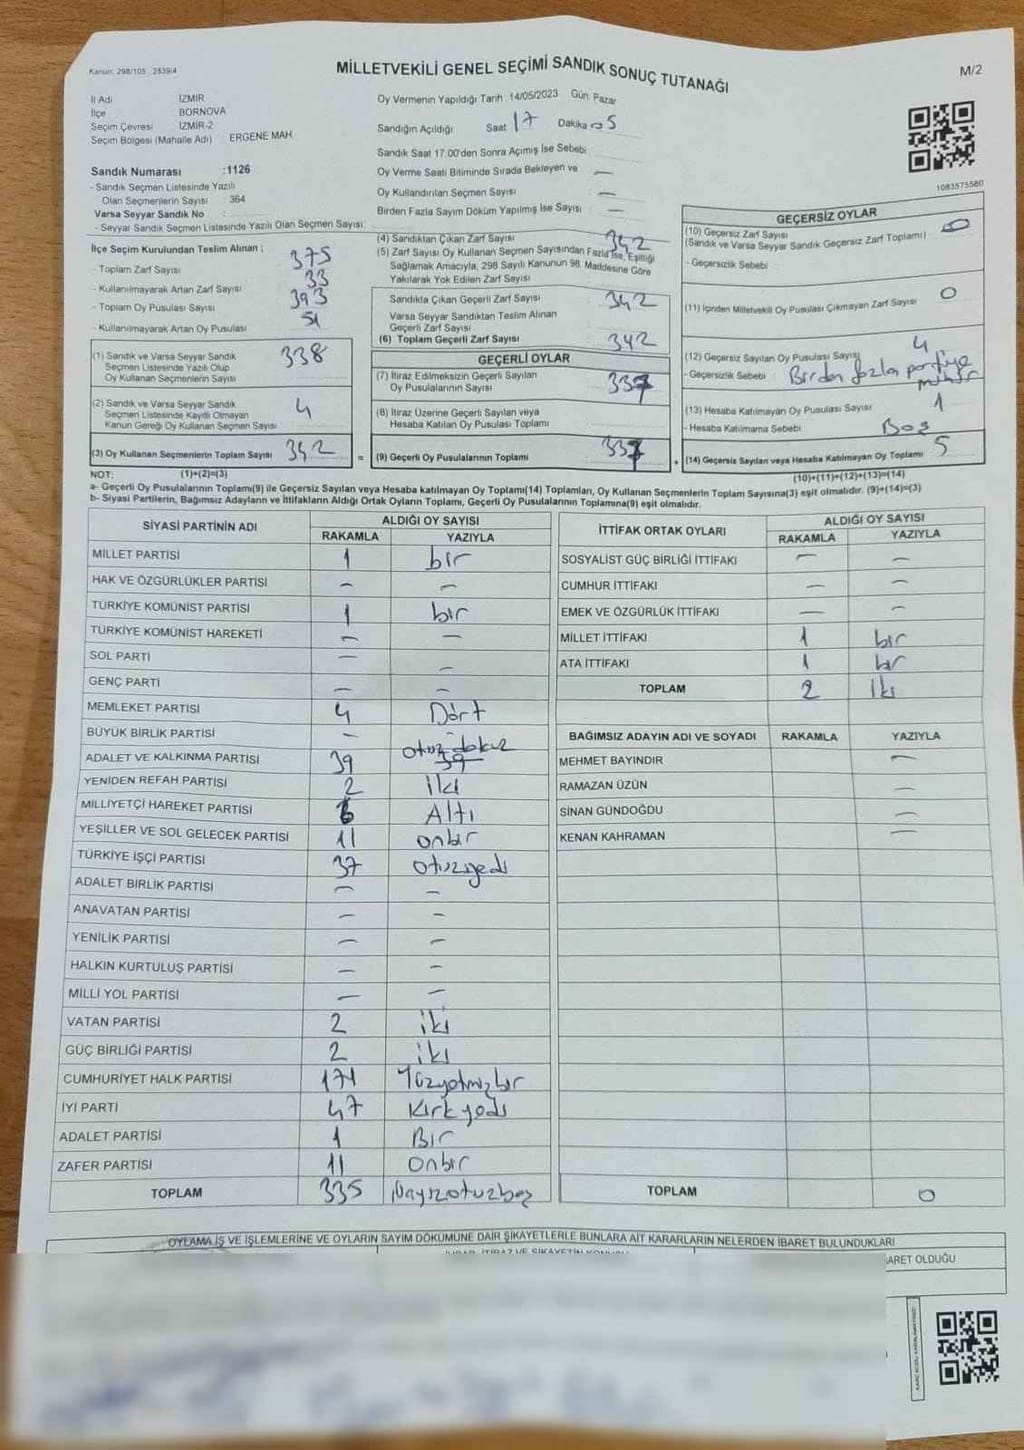 Kanun: 298/105 , 2839/4
MİLLETVEKİLİ GENEL SEÇİMİ SANDIK SONUÇ TUTANAĞI
M/2
İl Adı İZMİR
İlçe BORNOVA
Seçim Çevresi İZMİR-2
Seçim Bölgesi (Mahalle Adı) ERGENE MAH
Oy Vermenin Yapıldığı Tarih 14/05/2023 Gün: Pazar
Sandığın Açıldığı Saat 17 Dakika 05
Sandık Saat 17:00'den Sonra Açımış İse Sebebi
Oy Verme Saati Bitiminde Sırada Bekleyen ve —
Oy Kullandırılan Seçmen Sayısı —
Birden Fazla Sayım Döküm Yapılmış İse Sayısı —
Sandık Numarası :1126
- Sandık Seçmen Listesinde Yazılı
Olan Seçmenlerin Sayısı : 364
Varsa Seyyar Sandık No :
- Seyyar Sandık Seçmen Listesinde Yazılı Olan Seçmen Sayısı:
1083575580
İlçe Seçim Kurulundan Teslim Alınan ;
- Toplam Zarf Sayısı 375
- Kullanılmayarak Artan Zarf Sayısı 33
- Toplam Oy Pusulası Sayısı 393
- Kullanılmayarak Artan Oy Pusulası 51
(1) Sandık ve Varsa Seyyar Sandık
Seçmen Listesinde Yazılı Olup
Oy Kullanan Seçmenlerin Sayısı 338
(2) Sandık ve Varsa Seyyar Sandık
Seçmen Listesinde Kayıtlı Olmayan
Kanun Gereği Oy Kullanan Seçmen Sayısı 4
(3) Oy Kullanan Seçmenlerin Toplam Sayısı 342 =
(4) Sandıktan Çıkan Zarf Sayısı 342
(5) Zarf Sayısı Oy Kullanan Seçmen Sayısından Fazla İse, Eşitliği
Sağlamak Amacıyla, 298 Sayılı Kanunun 98. Maddesine Göre
Yakılarak Yok Edilen Zarf Sayısı
Sandıkta Çıkan Geçerli Zarf Sayısı 342
Varsa Seyyar Sandıktan Teslim Alınan
Geçerli Zarf Sayısı
(6) Toplam Geçerli Zarf Sayısı 342
GEÇERLİ OYLAR
(7) İtiraz Edilmeksizin Geçerli Sayılan
Oy Pusulalarının Sayısı 337
(8) İtiraz Üzerine Geçerli Sayılan veya
Hesaba Katılan Oy Pusulası Toplamı
(9) Geçerli Oy Pusulalarının Toplamı 337 +
GEÇERSİZ OYLAR
(10) Geçersiz Zarf Sayısı 0
(Sandık ve Varsa Seyyar Sandık Geçersiz Zarf Toplamı)
- Geçersizlik Sebebi
(11) İçinden Milletvekili Oy Pusulası Çıkmayan Zarf Sayısı 0
(12) Geçersiz Sayılan Oy Pusulası Sayısı 4
- Geçersizlik Sebebi : Birden fazla partiye mühür
(13) Hesaba Katılmayan Oy Pusulası Sayısı 1
- Hesaba Katılmama Sebebi Boş
(14) Geçersiz Sayılan veya Hesaba Katılmayan Oy Toplamı 5
NOT: (1)+(2)=(3) (10)+(11)+(12)+(13)=(14)
a- Geçerli Oy Pusulalarının Toplamı(9) ile Geçersiz Sayılan veya Hesaba katılmayan Oy Toplamı(14) Toplamları, Oy Kullanan Seçmenlerin Toplam Sayısına(3) eşit olmalıdır. (9)+(14)=(3)
b- Siyasi Partilerin, Bağımsız Adayların ve İttifakların Aldığı Ortak Oyların Toplamı, Geçerli Oy Pusulalarının Toplamına(9) eşit olmalıdır.
SİYASİ PARTİNİN ADI ALDIĞI OY SAYISI
RAKAMLA YAZIYLA
MİLLET PARTİSİ 1 bir
HAK VE ÖZGÜRLÜKLER PARTİSİ — —
TÜRKİYE KOMÜNİST PARTİSİ 1 bir
TÜRKİYE KOMÜNİST HAREKETİ — —
SOL PARTİ — —
GENÇ PARTİ — —
MEMLEKET PARTİSİ 4 Dört
BÜYÜK BİRLİK PARTİSİ — —
ADALET VE KALKINMA PARTİSİ 39 otuz dokuz 39
YENİDEN REFAH PARTİSİ 2 iki
MİLLİYETÇİ HAREKET PARTİSİ 6 Altı
YEŞİLLER VE SOL GELECEK PARTİSİ 11 onbir
TÜRKİYE İŞÇİ PARTİSİ 37 otuzyedi
ADALET BİRLİK PARTİSİ — —
ANAVATAN PARTİSİ — —
YENİLİK PARTİSİ — —
HALKIN KURTULUŞ PARTİSİ — —
MİLLİ YOL PARTİSİ — —
VATAN PARTİSİ 2 iki
GÜÇ BİRLİĞİ PARTİSİ 2 iki
CUMHURİYET HALK PARTİSİ 171 Yüzyetmişbir
İYİ PARTİ 47 Kırkyedi
ADALET PARTİSİ 1 Bir
ZAFER PARTİSİ 11 Onbir
TOPLAM 335 üçyüzotuzbeş
İTTİFAK ORTAK OYLARI ALDIĞI OY SAYISI
RAKAMLA YAZIYLA
SOSYALİST GÜÇ BİRLİĞİ İTTİFAKI — —
CUMHUR İTTİFAKI — —
EMEK VE ÖZGÜRLÜK İTTİFAKI — —
MİLLET İTTİFAKI 1 bir
ATA İTTİFAKI 1 bir
TOPLAM 2 iki
BAĞIMSIZ ADAYIN ADI VE SOYADI RAKAMLA YAZIYLA
MEHMET BAYINDIR —
RAMAZAN ÜZÜN —
SİNAN GÜNDOĞDU —
KENAN KAHRAMAN —
TOPLAM 0
OYLAMA İŞ VE İŞLEMLERİNE VE OYLARIN SAYIM DÖKÜMÜNE DAİR ŞİKAYETLERLE BUNLARA AİT KARARLARIN NELERDEN İBARET BULUNDUKLARI
ARET OLDUĞU